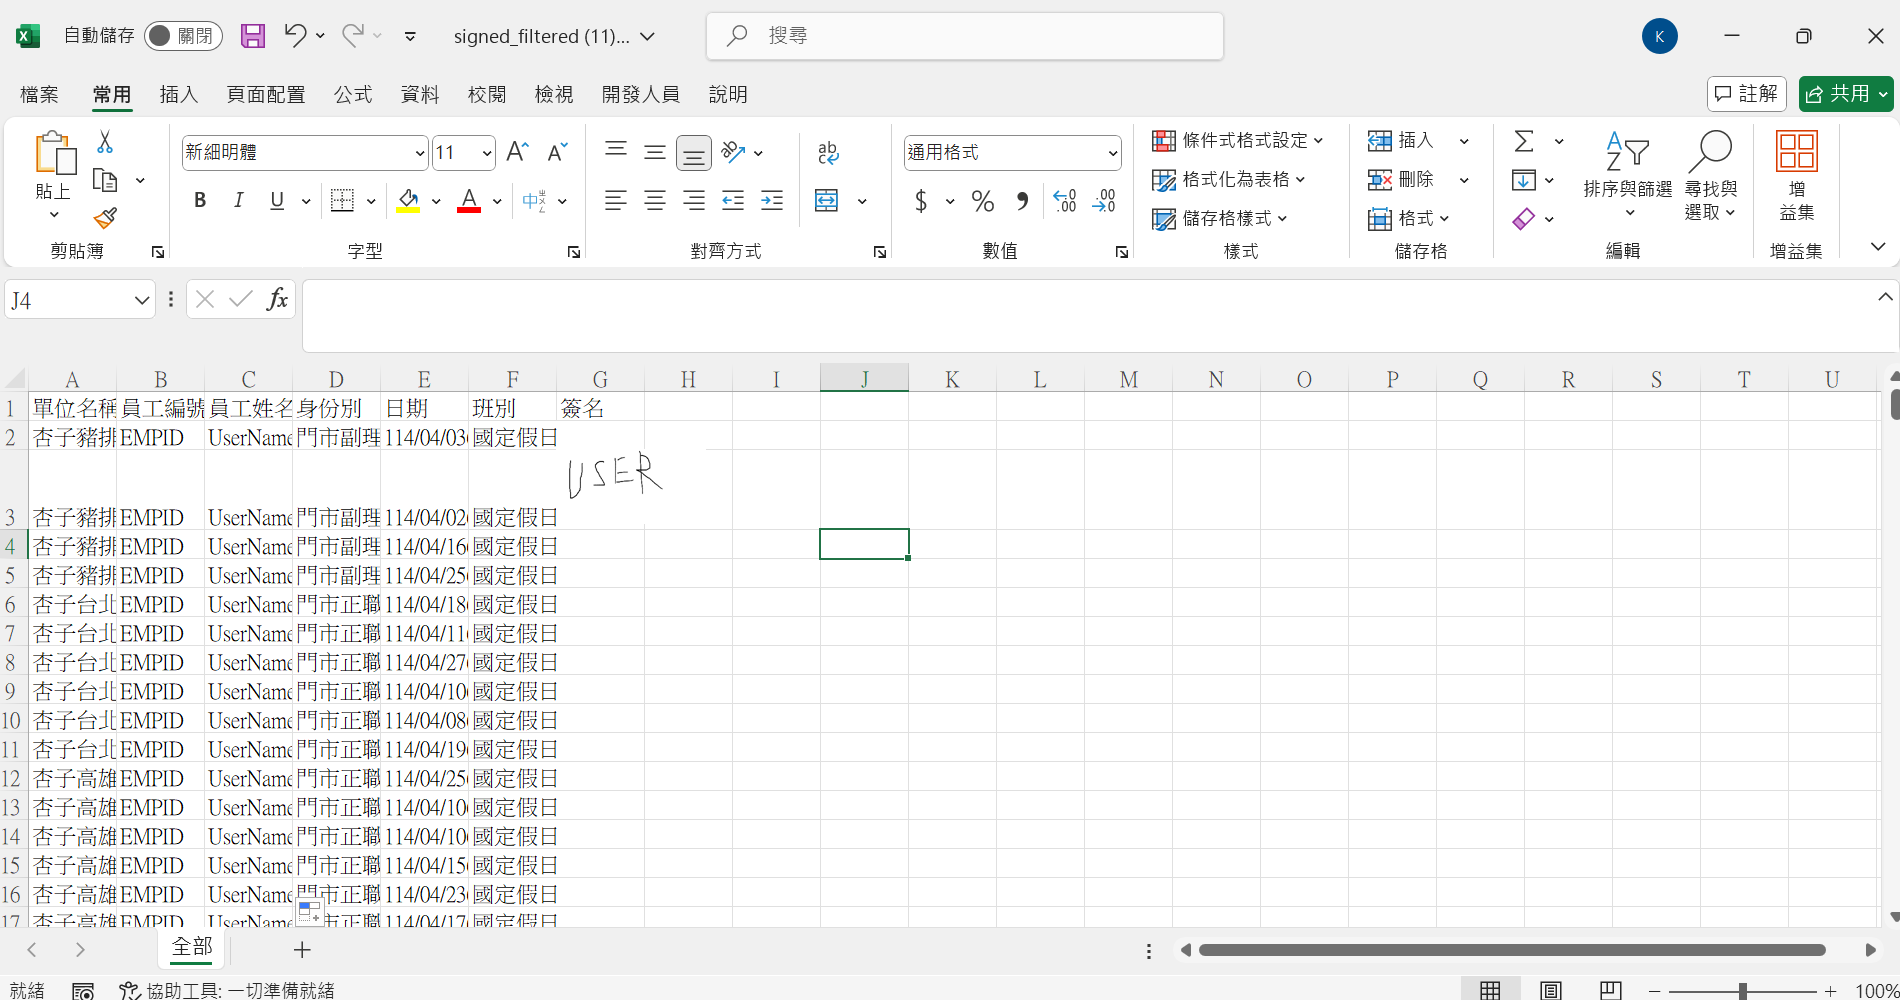 自動儲存 關閉 signed_filtered (11)... 搜尋 K
檔案 常用 插入 頁面配置 公式 資料 校閱 檢視 開發人員 說明 註解 共用
貼上 新細明體 11 通用格式 條件式格式設定 插入 排序與篩選 尋找與選取 增益集
B I U 格式化為表格 刪除
儲存格樣式 格式
剪貼簿 字型 對齊方式 數值 樣式 儲存格 編輯 增益集
J4 fx
A B C D E F G H I J K L M N O P Q R S T U
1 單位名稱 員工編號 員工姓名 身份別 日期 班別 簽名
2 杏子豬排 EMPID UserName 門市副理 114/04/03 國定假日
USER
3 杏子豬排 EMPID UserName 門市副理 114/04/02 國定假日
4 杏子豬排 EMPID UserName 門市副理 114/04/16 國定假日
5 杏子豬排 EMPID UserName 門市副理 114/04/25 國定假日
6 杏子台北 EMPID UserName 門市正職 114/04/18 國定假日
7 杏子台北 EMPID UserName 門市正職 114/04/11 國定假日
8 杏子台北 EMPID UserName 門市正職 114/04/27 國定假日
9 杏子台北 EMPID UserName 門市正職 114/04/10 國定假日
10 杏子台北 EMPID UserName 門市正職 114/04/08 國定假日
11 杏子台北 EMPID UserName 門市正職 114/04/19 國定假日
12 杏子高雄 EMPID UserName 門市正職 114/04/25 國定假日
13 杏子高雄 EMPID UserName 門市正職 114/04/10 國定假日
14 杏子高雄 EMPID UserName 門市正職 114/04/10 國定假日
15 杏子高雄 EMPID UserName 門市正職 114/04/15 國定假日
16 杏子高雄 EMPID UserName 門市正職 114/04/23 國定假日
17 杏子高雄 EMPID UserName 市正職 114/04/17 國定假日
全部
就緒 協助工具: 一切準備就緒 100%